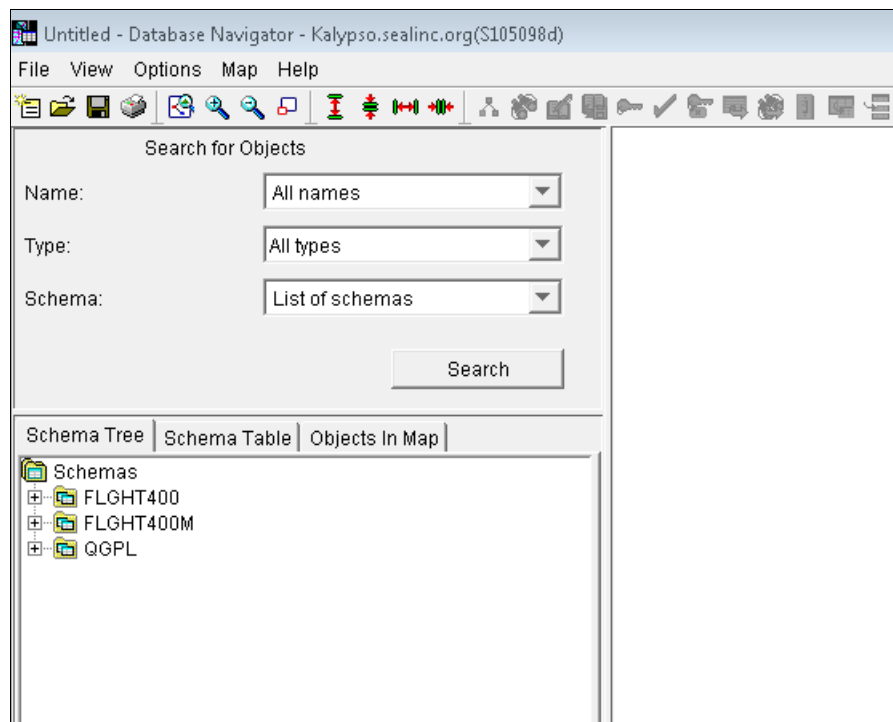 Untitled - Database Navigator - Kalypso.sealinc.org(S105098d)
File View Options Map Help
Search for Objects
Name: All names
Type: All types
Schema: List of schemas
Search
Schema Tree Schema Table Objects In Map
Schemas
FLGHT400
FLGHT400M
QGPL